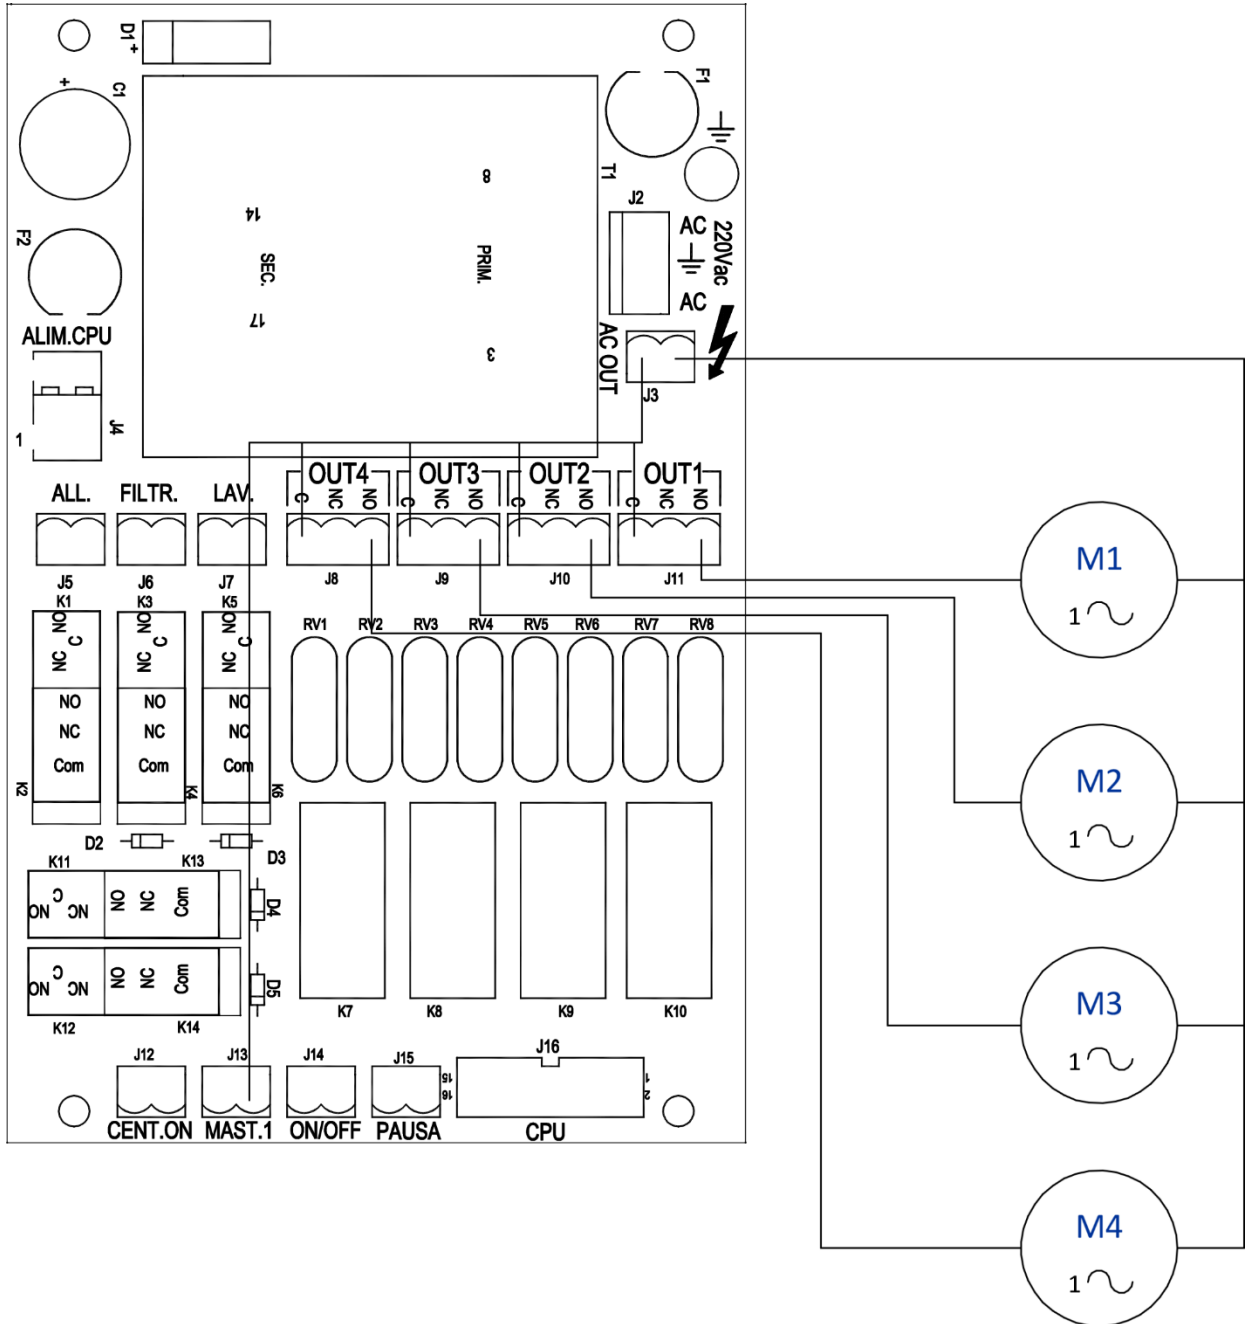 D1 +
+
C1
F1
T1
8
14
SEC.
PRIM.
17
3
J2
AC
220Vac
AC
F2
ALIM.CPU
AC OUT
J3
J4
1
ALL.
FILTR.
LAV.
OUT4
OUT3
OUT2
OUT1
C NC NO
C NC NO
C NC NO
C NC NO
J5
J6
J7
J8
J9
J10
J11
K1
K3
K5
NO C NC
NO C NC
NO C NC
NO
NC
Com
NO
NC
Com
NO
NC
Com
K2
K4
K6
RV1
RV2
RV3
RV4
RV5
RV6
RV7
RV8
D2
D3
K11
K13
NO C NC
NO NC Com
D4
NO C NC
NO NC Com
D5
K12
K14
K7
K8
K9
K10
J12
J13
J14
J15
J16
15
16
1
2
CENT.ON
MAST.1
ON/OFF
PAUSA
CPU
M1
1
M2
1
M3
1
M4
1